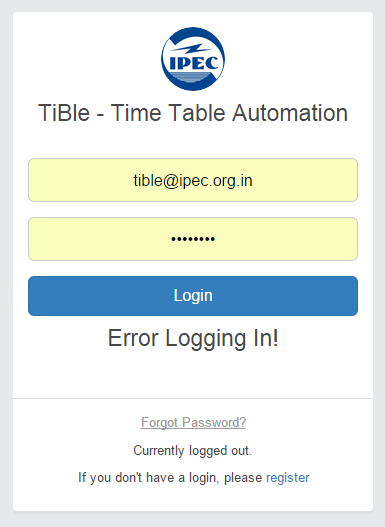 IPEC
TiBle - Time Table Automation
tible@ipec.org.in
••••••••
Login
Error Logging In!
Forgot Password?
Currently logged out.
If you don't have a login, please register